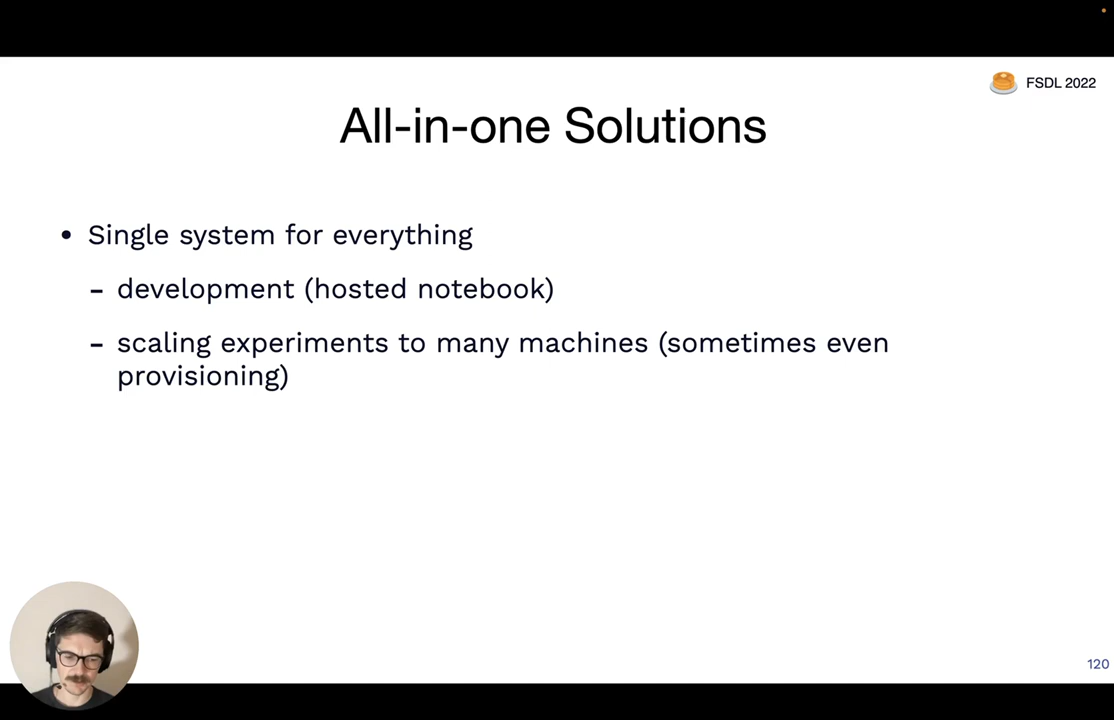 FSDL 2022
All-in-one Solutions
• Single system for everything
– development (hosted notebook)
– scaling experiments to many machines (sometimes even
provisioning)
120